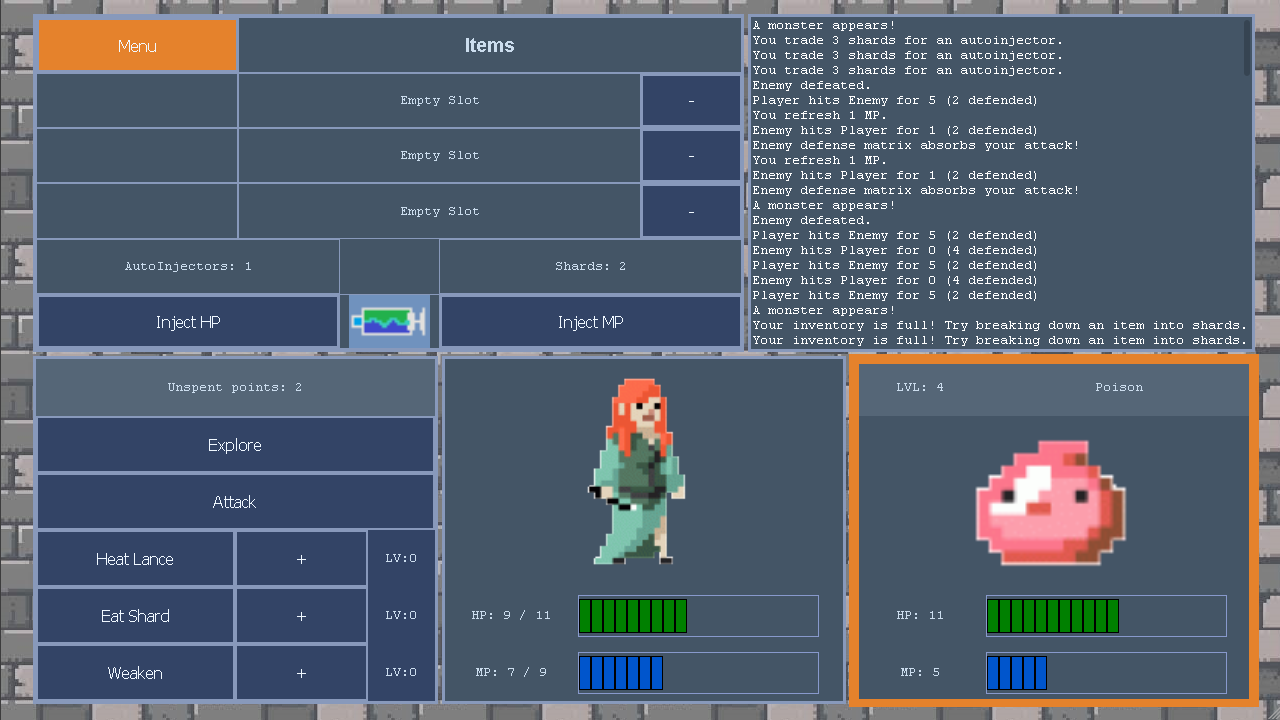 Menu
Items
Empty Slot
-
Empty Slot
-
Empty Slot
-
AutoInjectors: 1
Shards: 2
Inject HP
Inject MP
A monster appears!
You trade 3 shards for an autoinjector.
You trade 3 shards for an autoinjector.
You trade 3 shards for an autoinjector.
Enemy defeated.
Player hits Enemy for 5 (2 defended)
You refresh 1 MP.
Enemy hits Player for 1 (2 defended)
Enemy defense matrix absorbs your attack!
You refresh 1 MP.
Enemy hits Player for 1 (2 defended)
Enemy defense matrix absorbs your attack!
A monster appears!
Enemy defeated.
Player hits Enemy for 5 (2 defended)
Enemy hits Player for 0 (4 defended)
Player hits Enemy for 5 (2 defended)
Enemy hits Player for 0 (4 defended)
Player hits Enemy for 5 (2 defended)
A monster appears!
Your inventory is full! Try breaking down an item into shards.
Your inventory is full! Try breaking down an item into shards.
Unspent points: 2
Explore
Attack
Heat Lance
+
LV:0
Eat Shard
+
LV:0
Weaken
+
LV:0
HP: 9 / 11
MP: 7 / 9
LVL: 4
Poison
HP: 11
MP: 5